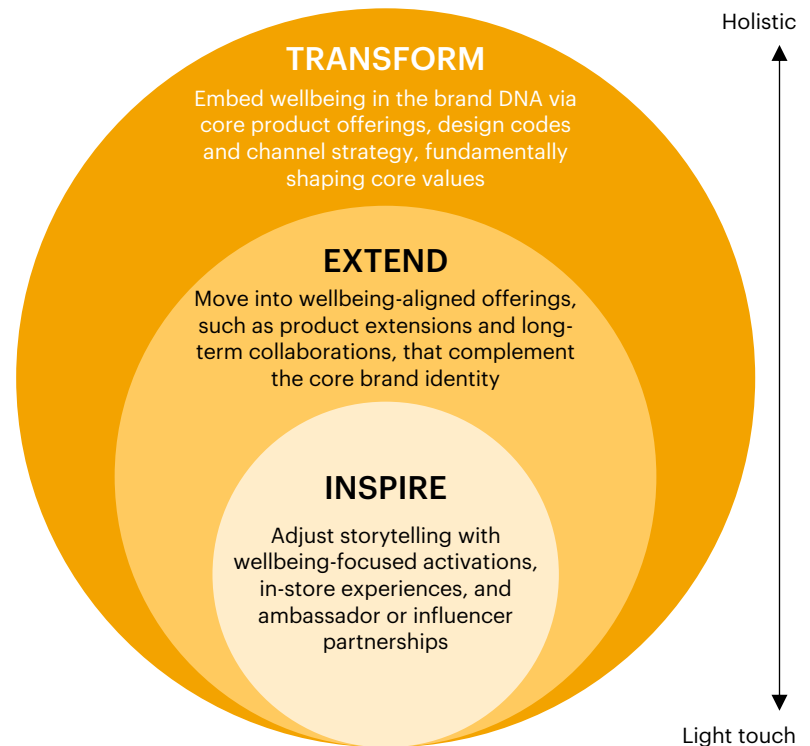 Holistic
TRANSFORM
Embed wellbeing in the brand DNA via
core product offerings, design codes
and channel strategy, fundamentally
shaping core values
EXTEND
Move into wellbeing-aligned offerings,
such as product extensions and long-
term collaborations, that complement
the core brand identity
INSPIRE
Adjust storytelling with
wellbeing-focused activations,
in-store experiences, and
ambassador or influencer
partnerships
Light touch